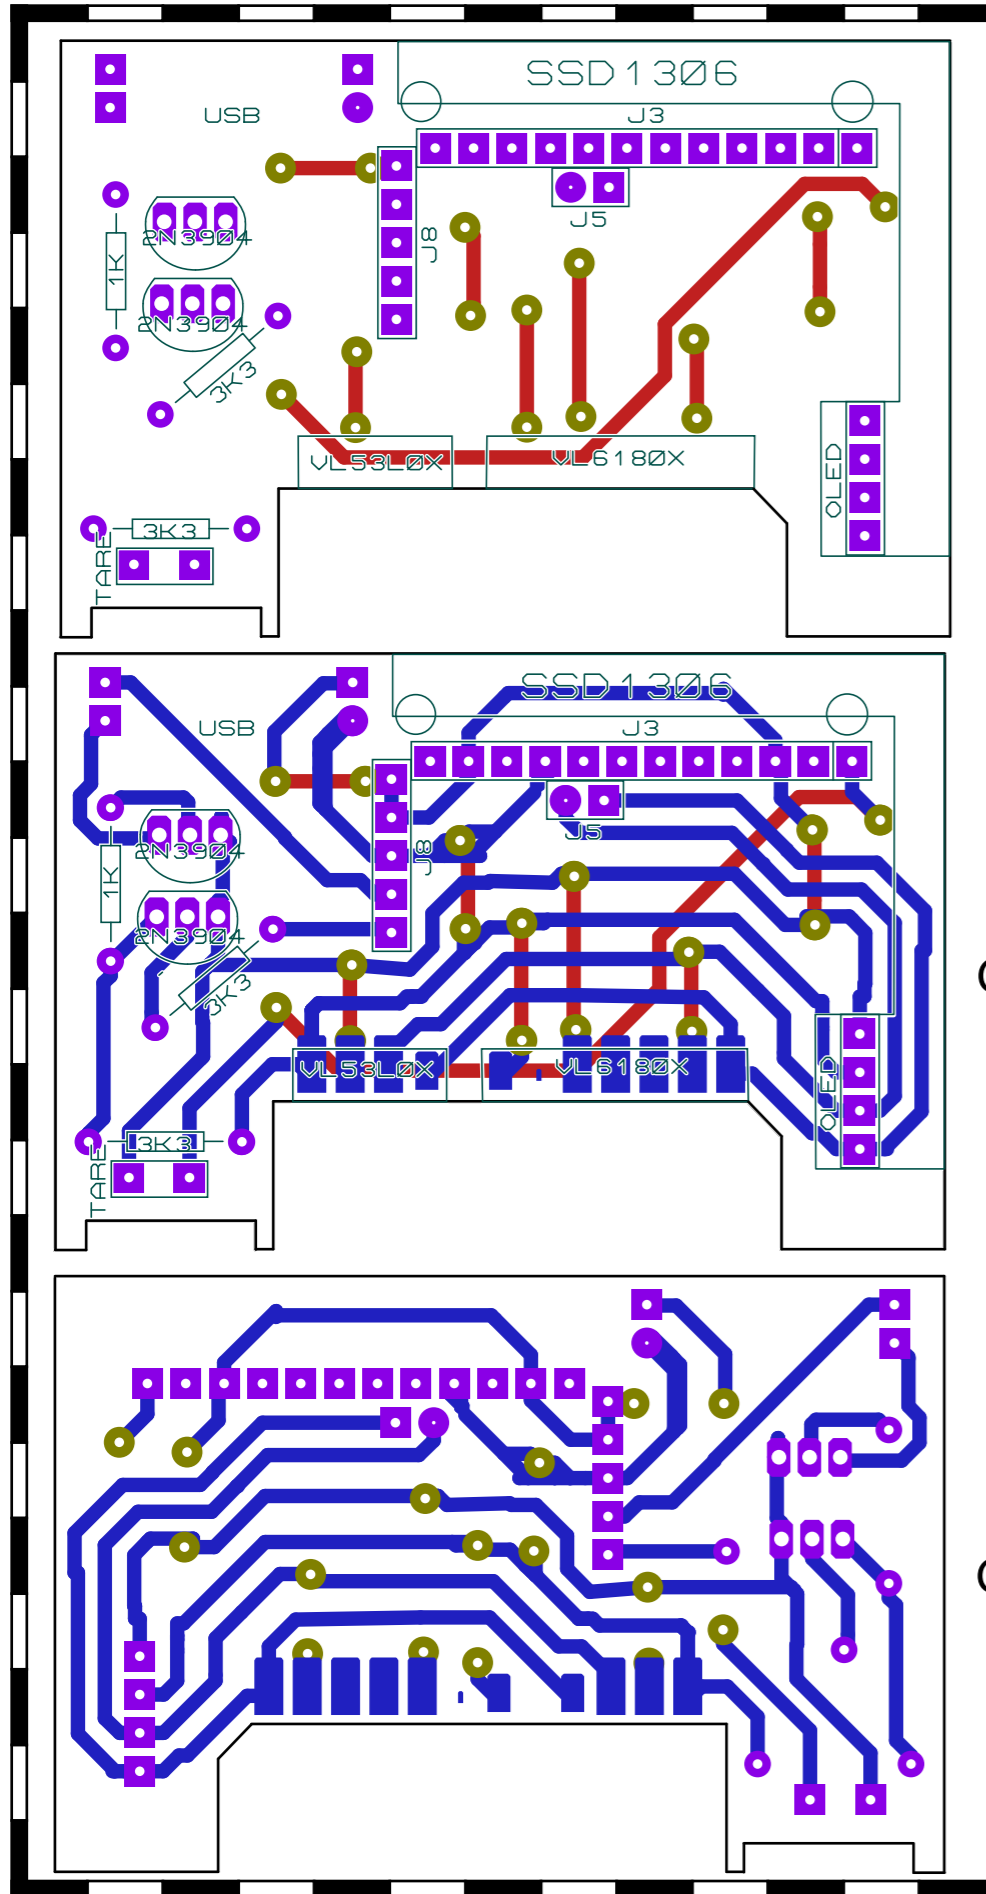 SSD1306
USB
J3
J5
J8
2N3904
1K
2N3904
3K3
VL53L0X
VL6180X
OLED
3K3
TARE
SSD1306
USB
J3
J5
J8
2N3904
1K
2N3904
3K3
VL53L0X
VL6180X
OLED
3K3
TARE